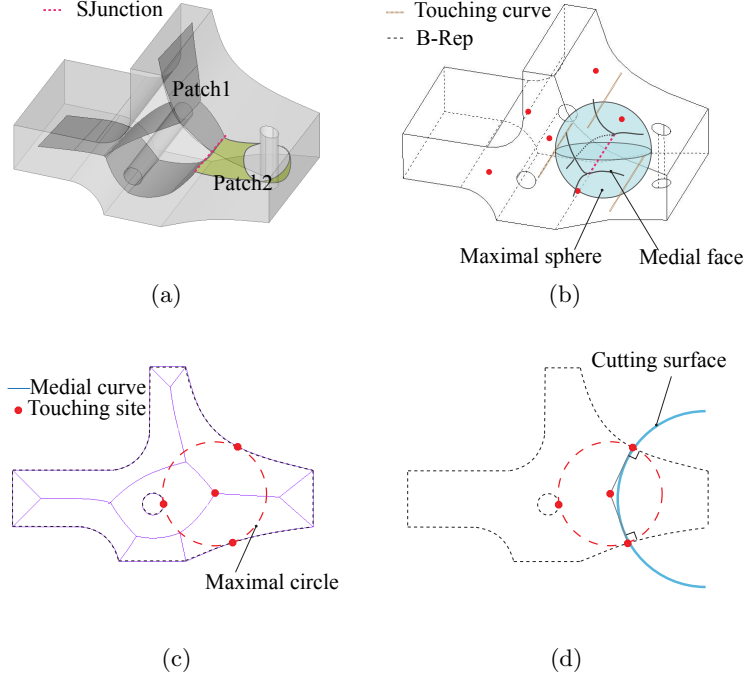 SJunction
Patch1
Patch2
(a)
Touching curve
B-Rep
Maximal sphere
Medial face
(b)
Medial curve
Touching site
Maximal circle
(c)
Cutting surface
(d)